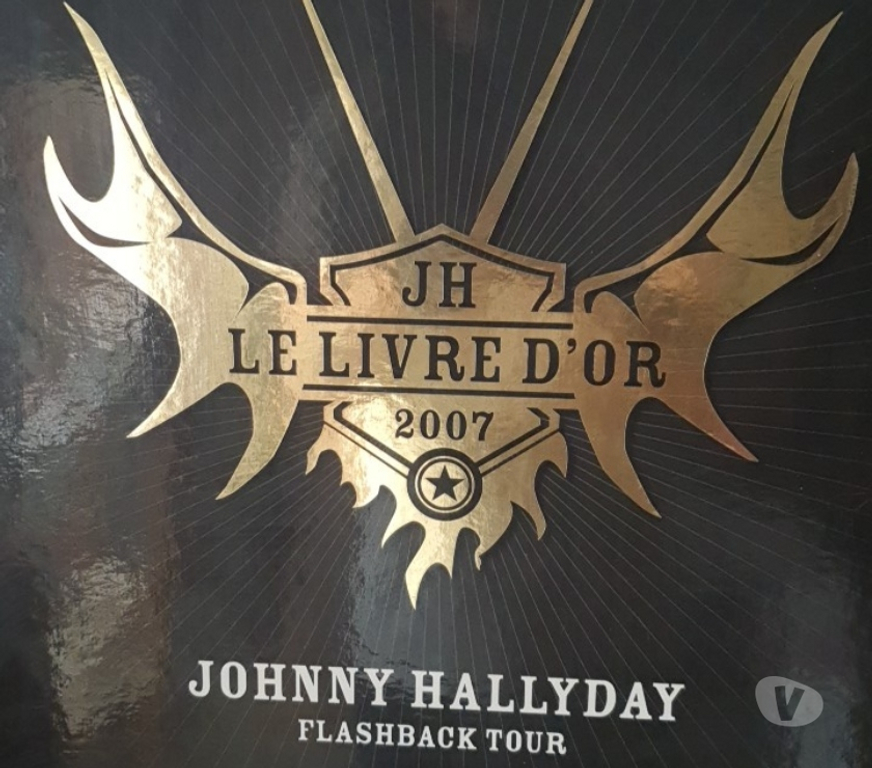 JH
LE LIVRE D'OR
2007
JOHNNY HALLYDAY
FLASHBACK TOUR
V